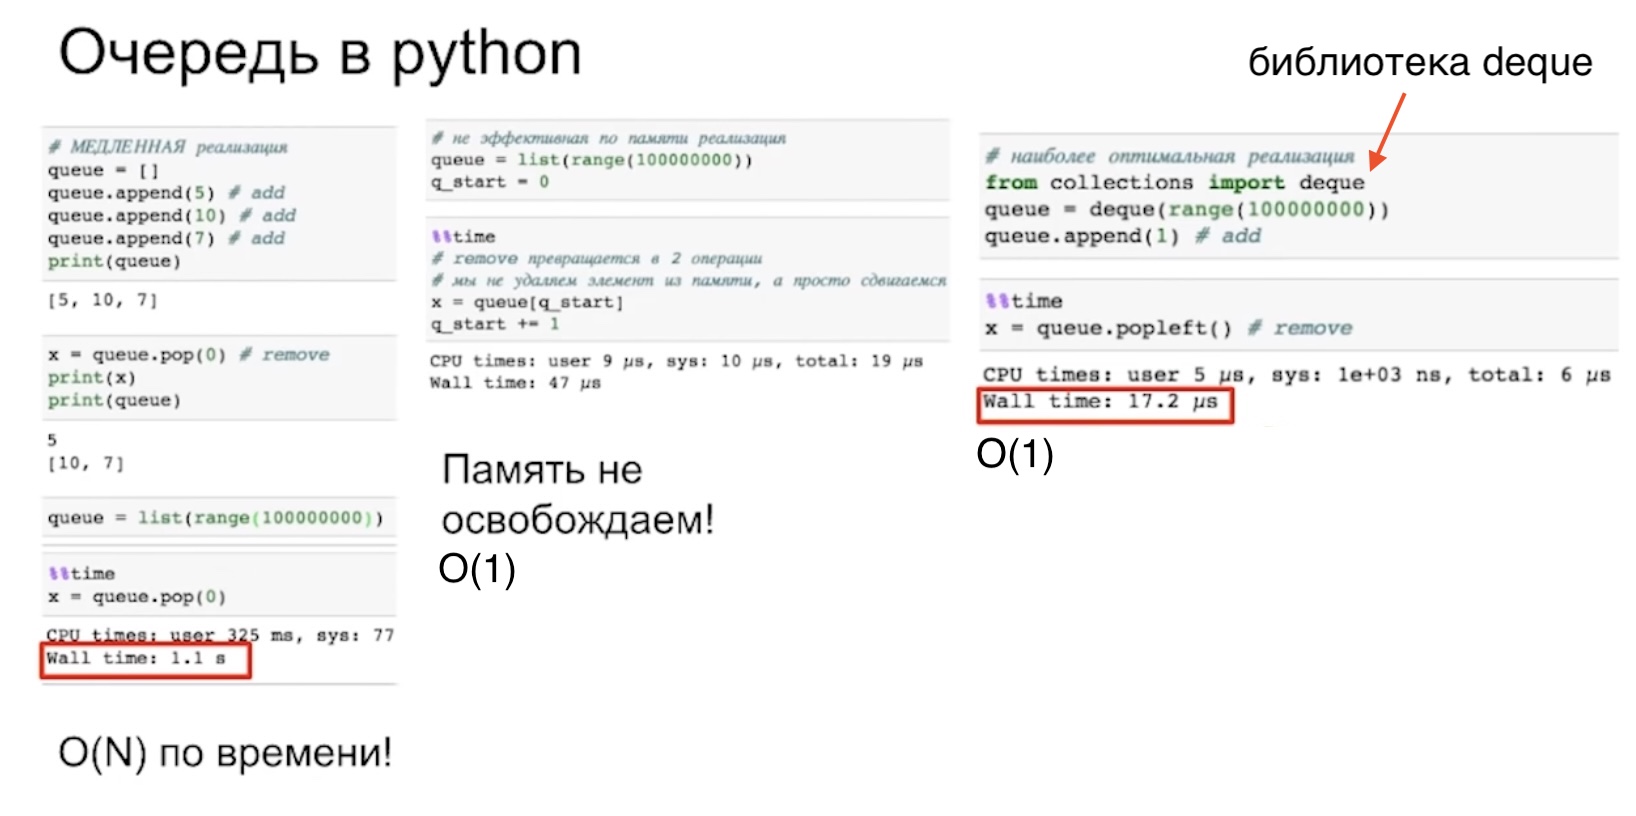 Очередь в python
библиотека deque
# МЕДЛЕННАЯ реализация
queue = []
queue.append(5) # add
queue.append(10) # add
queue.append(7) # add
print(queue)
[5, 10, 7]
x = queue.pop(0) # remove
print(x)
print(queue)
5
[10, 7]
queue = list(range(100000000))
%%time
x = queue.pop(0)
CPU times: user 325 ms, sys: 77
Wall time: 1.1 s
O(N) по времени!
# не эффективная по памяти реализация
queue = list(range(100000000))
q_start = 0
%%time
# remove превращается в 2 операции
# мы не удаляем элемент из памяти, а просто сдвигаемся
x = queue[q_start]
q_start += 1
CPU times: user 9 µs, sys: 10 µs, total: 19 µs
Wall time: 47 µs
Память не
освобождаем!
O(1)
# наиболее оптимальная реализация
from collections import deque
queue = deque(range(100000000))
queue.append(1) # add
%%time
x = queue.popleft() # remove
CPU times: user 5 µs, sys: 1e+03 ns, total: 6 µs
Wall time: 17.2 µs
O(1)